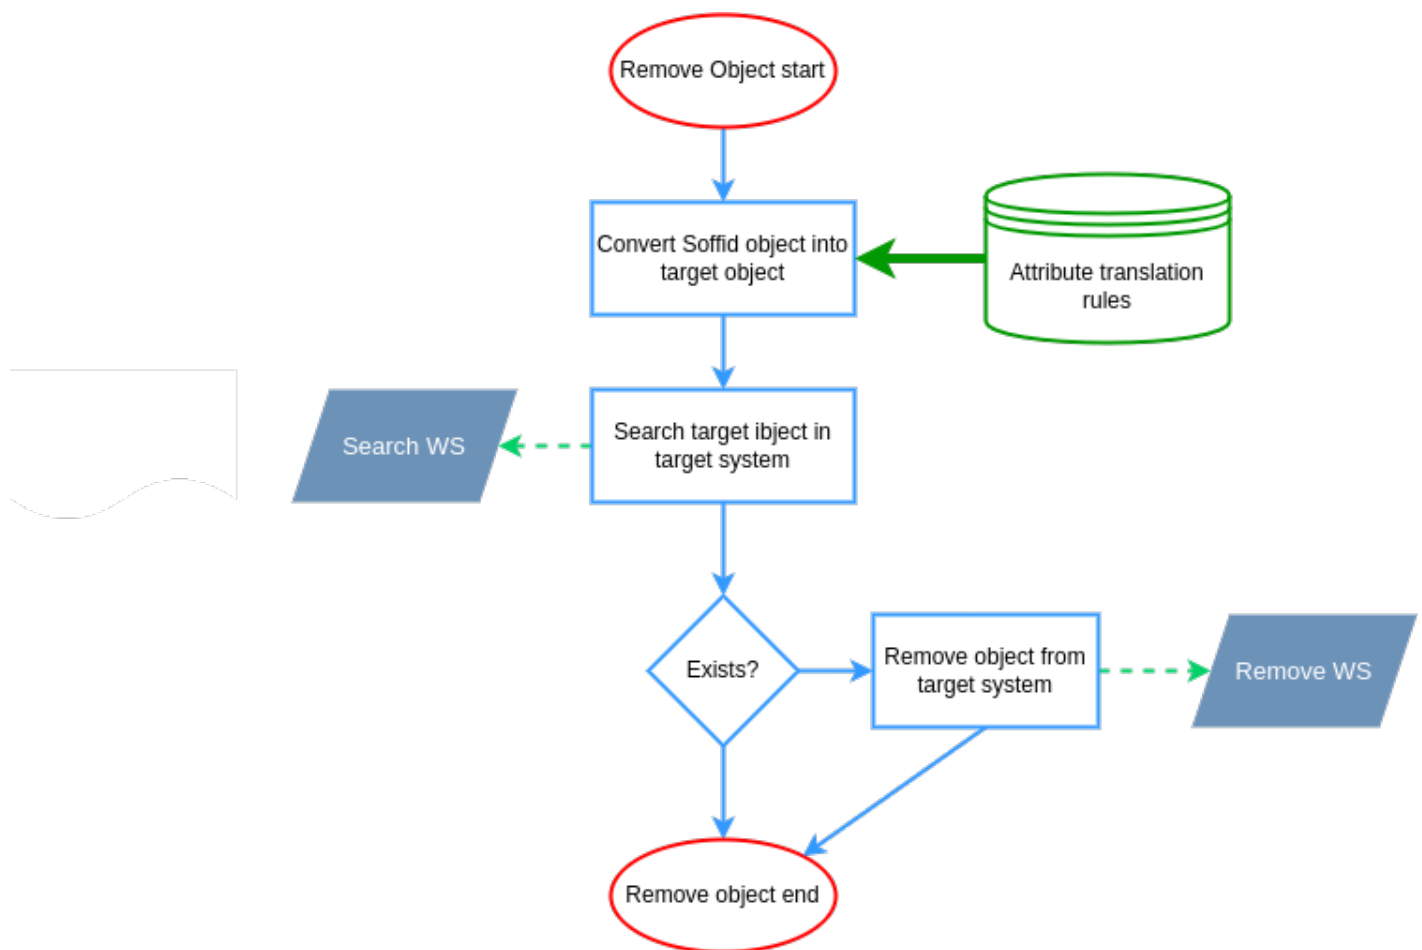 Remove Object start
Convert Soffid object into
target object
Attribute translation
rules
Search WS
Search target ibject in
target system
Exists?
Remove object from
target system
Remove WS
Remove object end